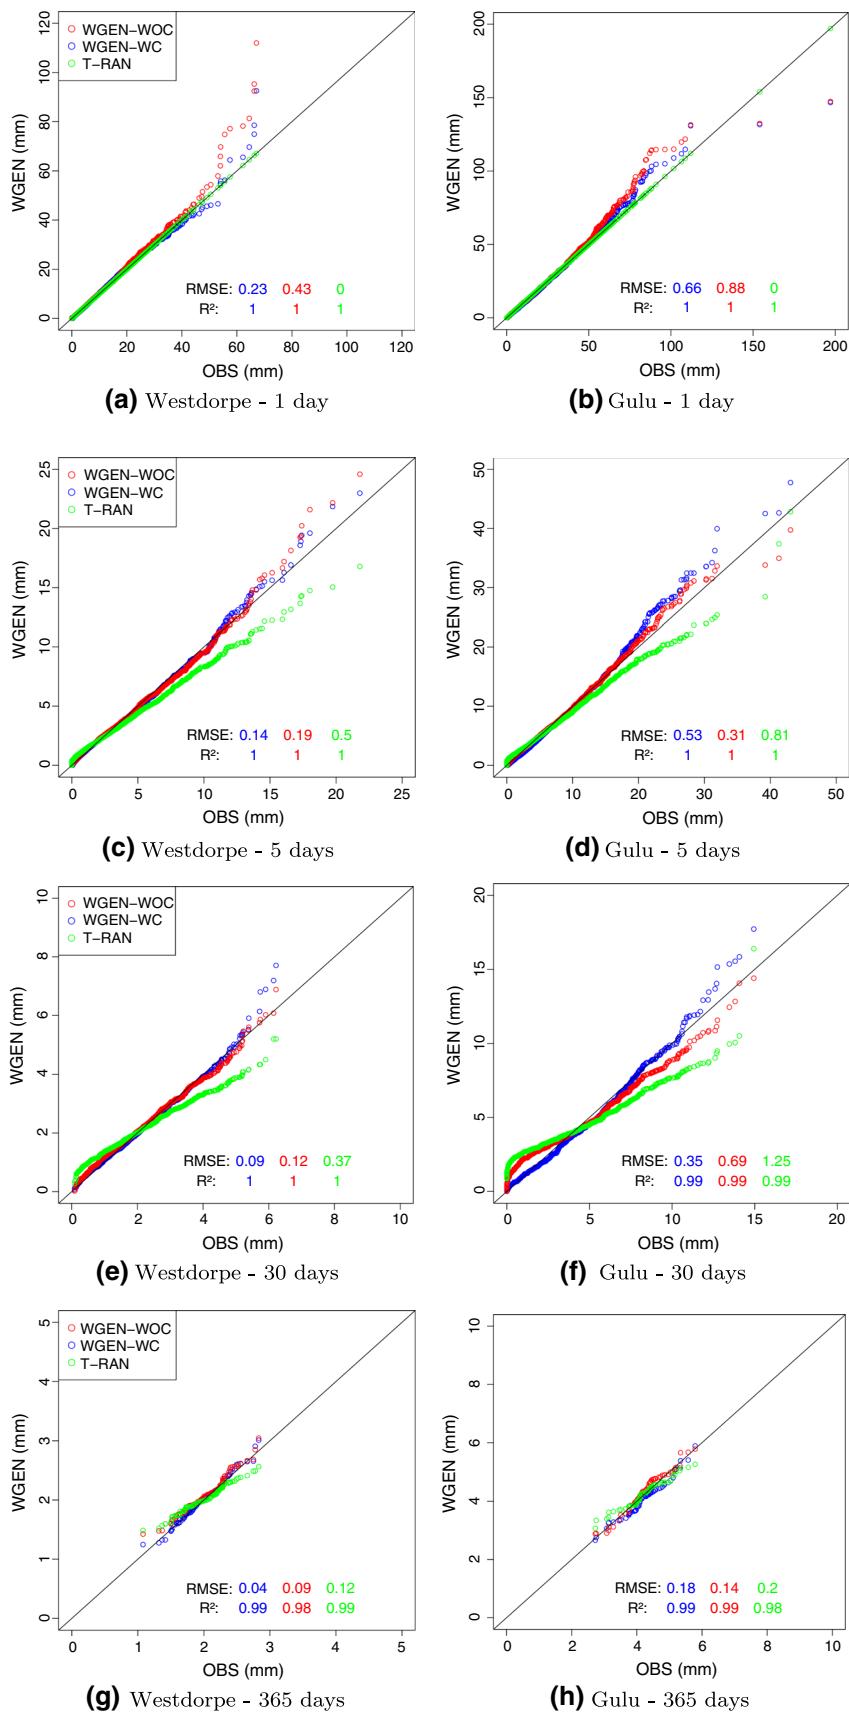 WGEN-WOC
WGEN-WC
T-RAN
WGEN (mm)
0 20 40 60 80 100 120
RMSE: 0.23 0.43 0
R²: 1 1 1
0 20 40 60 80 100 120
OBS (mm)
(a) Westdorpe - 1 day
WGEN (mm)
0 50 100 150 200
RMSE: 0.66 0.88 0
R²: 1 1 1
0 50 100 150 200
OBS (mm)
(b) Gulu - 1 day
WGEN-WOC
WGEN-WC
T-RAN
WGEN (mm)
0 5 10 15 20 25
RMSE: 0.14 0.19 0.5
R²: 1 1 1
0 5 10 15 20 25
OBS (mm)
(c) Westdorpe - 5 days
WGEN (mm)
0 10 20 30 40 50
RMSE: 0.53 0.31 0.81
R²: 1 1 1
0 10 20 30 40 50
OBS (mm)
(d) Gulu - 5 days
WGEN-WOC
WGEN-WC
T-RAN
WGEN (mm)
0 2 4 6 8 10
RMSE: 0.09 0.12 0.37
R²: 1 1 1
0 2 4 6 8 10
OBS (mm)
(e) Westdorpe - 30 days
WGEN (mm)
0 5 10 15 20
RMSE: 0.35 0.69 1.25
R²: 0.99 0.99 0.99
0 5 10 15 20
OBS (mm)
(f) Gulu - 30 days
WGEN-WOC
WGEN-WC
T-RAN
WGEN (mm)
0 1 2 3 4 5
RMSE: 0.04 0.09 0.12
R²: 0.99 0.98 0.99
0 1 2 3 4 5
OBS (mm)
(g) Westdorpe - 365 days
WGEN (mm)
0 2 4 6 8 10
RMSE: 0.18 0.14 0.2
R²: 0.99 0.99 0.98
0 2 4 6 8 10
OBS (mm)
(h) Gulu - 365 days